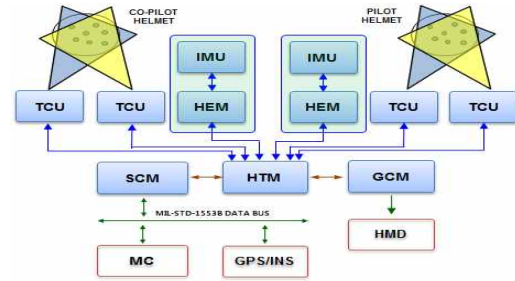 CO-PILOT
HELMET
PILOT
HELMET
IMU
IMU
TCU
TCU
HEM
HEM
TCU
TCU
SCM
HTM
GCM
MIL-STD-1553B DATA BUS
MC
GPS/INS
HMD